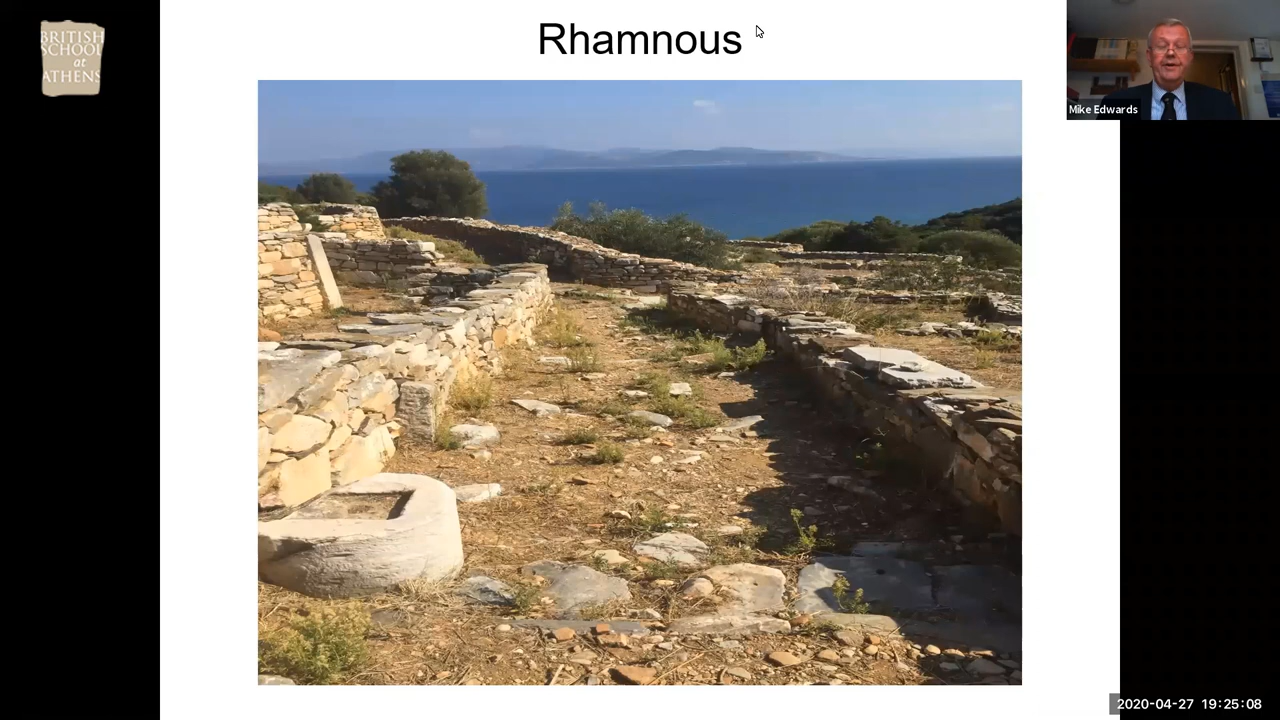 BRITISH
SCHOOL
at
ATHENS
Rhamnous
Mike Edwards
2020-04-27 19:25:08